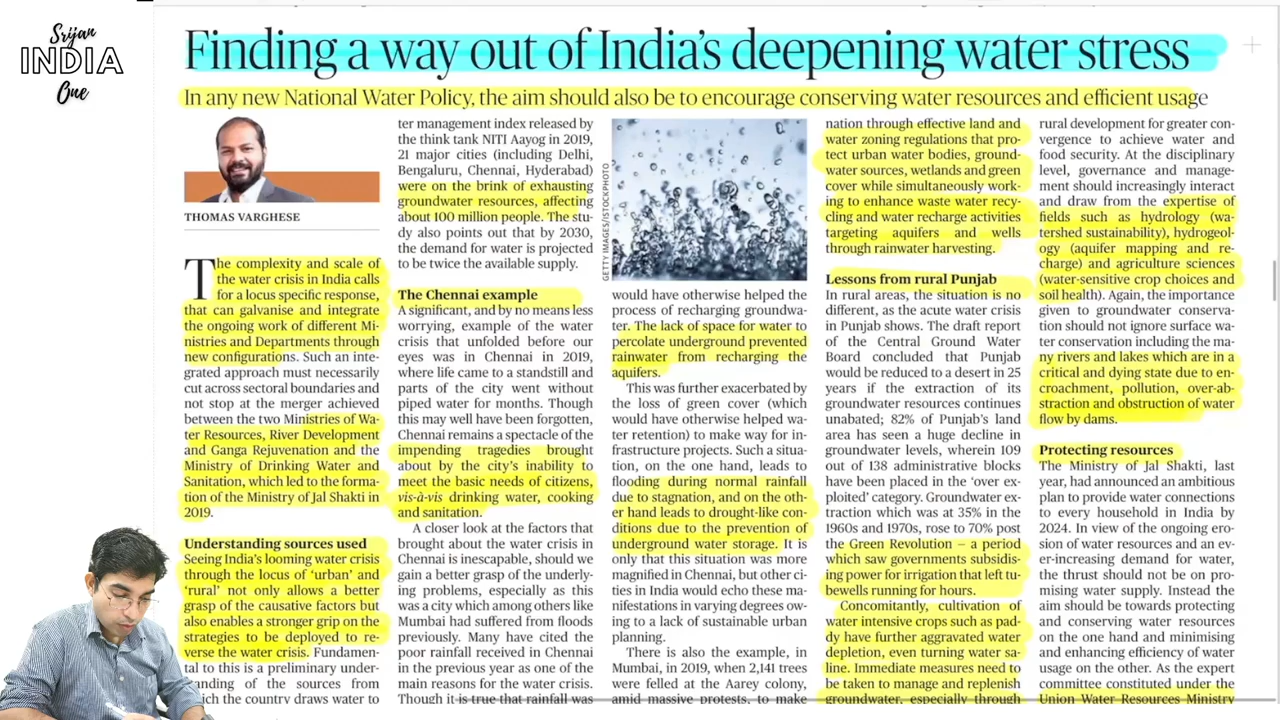 Srijan
INDIA
One
Finding a way out of India's deepening water stress
In any new National Water Policy, the aim should also be to encourage conserving water resources and efficient usage
THOMAS VARGHESE
The complexity and scale of
the water crisis in India calls
for a locus specific response,
that can galvanise and integrate
the ongoing work of different Mi-
nistries and Departments through
new configurations. Such an inte-
grated approach must necessarily
cut across sectoral boundaries and
not stop at the merger achieved
between the two Ministries of Wa-
ter Resources, River Development
and Ganga Rejuvenation and the
Ministry of Drinking Water and
Sanitation, which led to the forma-
tion of the Ministry of Jal Shakti in
2019.
Understanding sources used
Seeing India's looming water crisis
through the locus of 'urban' and
'rural' not only allows a better
grasp of the causative factors but
also enables a stronger grip on the
strategies to be deployed to re-
verse the water crisis. Fundamen-
tal to this is a preliminary under-
standing of the sources from
which the country draws water to
ter management index released by
the think tank NITI Aayog in 2019,
21 major cities (including Delhi,
Bengaluru, Chennai, Hyderabad)
were on the brink of exhausting
groundwater resources, affecting
about 100 million people. The stu-
dy also points out that by 2030,
the demand for water is projected
to be twice the available supply.
The Chennai example
A significant, and by no means less
worrying, example of the water
crisis that unfolded before our
eyes was in Chennai in 2019,
where life came to a standstill and
parts of the city went without
piped water for months. Though
this may well have been forgotten,
Chennai remains a spectacle of the
impending tragedies brought
about by the city's inability to
meet the basic needs of citizens,
vis-à-vis drinking water, cooking
and sanitation.
A closer look at the factors that
brought about the water crisis in
Chennai is inescapable, should we
gain a better grasp of the underly-
ing problems, especially as this
was a city which among others like
Mumbai had suffered from floods
previously. Many have cited the
poor rainfall received in Chennai
in the previous year as one of the
main reasons for the water crisis.
Though it is true that rainfall was
GETTY IMAGES/ISTOCKPHOTO
would have otherwise helped the
process of recharging groundwa-
ter. The lack of space for water to
percolate underground prevented
rainwater from recharging the
aquifers.
This was further exacerbated by
the loss of green cover (which
would have otherwise helped wa-
ter retention) to make way for in-
frastructure projects. Such a situa-
tion, on the one hand, leads to
flooding during normal rainfall
due to stagnation, and on the oth-
er hand leads to drought-like con-
ditions due to the prevention of
underground water storage. It is
only that this situation was more
magnified in Chennai, but other ci-
ties in India would echo these ma-
nifestations in varying degrees ow-
ing to a lack of sustainable urban
planning.
There is also the example, in
Mumbai, in 2019, when 2,141 trees
were felled at the Aarey colony,
amid massive protests, to make
nation through effective land and
water zoning regulations that pro-
tect urban water bodies, ground-
water sources, wetlands and green
cover while simultaneously work-
ing to enhance waste water recy-
cling and water recharge activities
targeting aquifers and wells
through rainwater harvesting.
Lessons from rural Punjab
In rural areas, the situation is no
different, as the acute water crisis
in Punjab shows. The draft report
of the Central Ground Water
Board concluded that Punjab
would be reduced to a desert in 25
years if the extraction of its
groundwater resources continues
unabated; 82% of Punjab's land
area has seen a huge decline in
groundwater levels, wherein 109
out of 138 administrative blocks
have been placed in the 'over ex-
ploited' category. Groundwater ex-
traction which was at 35% in the
1960s and 1970s, rose to 70% post
the Green Revolution – a period
which saw governments subsidis-
ing power for irrigation that left tu-
bewells running for hours.
Concomitantly, cultivation of
water intensive crops such as pad-
dy have further aggravated water
depletion, even turning water sa-
line. Immediate measures need to
be taken to manage and replenish
groundwater, especially through
rural development for greater con-
vergence to achieve water and
food security. At the disciplinary
level, governance and manage-
ment should increasingly interact
and draw from the expertise of
fields such as hydrology (wa-
tershed sustainability), hydrogeol-
ogy (aquifer mapping and re-
charge) and agriculture sciences
(water-sensitive crop choices and
soil health). Again, the importance
given to groundwater conserva-
tion should not ignore surface wa-
ter conservation including the ma-
ny rivers and lakes which are in a
critical and dying state due to en-
croachment, pollution, over-ab-
straction and obstruction of water
flow by dams.
Protecting resources
The Ministry of Jal Shakti, last
year, had announced an ambitious
plan to provide water connections
to every household in India by
2024. In view of the ongoing ero-
sion of water resources and an ev-
er-increasing demand for water,
the thrust should not be on pro-
mising water supply. Instead the
aim should be towards protecting
and conserving water resources
on the one hand and minimising
and enhancing efficiency of water
usage on the other. As the expert
committee constituted under the
Union Water Resources Ministry